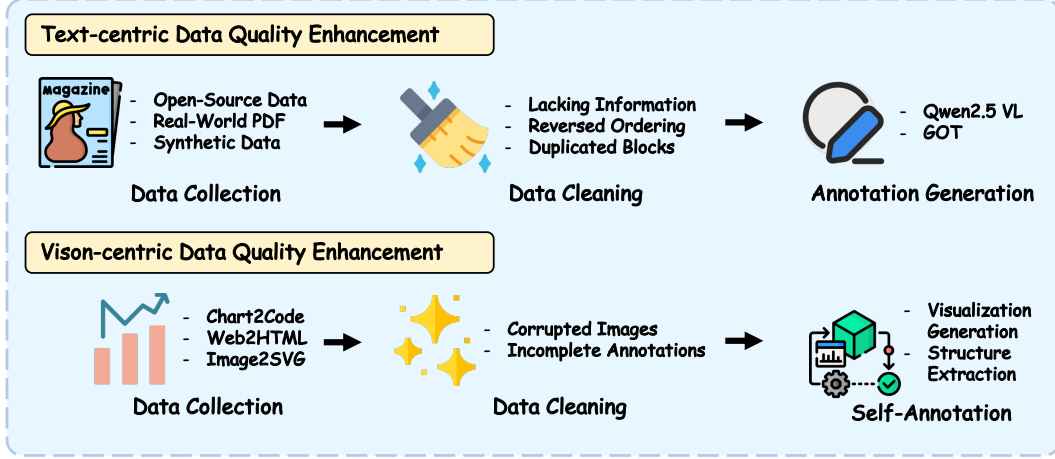 Text-centric Data Quality Enhancement
Magazine
- Open-Source Data
- Real-World PDF
- Synthetic Data
Data Collection
- Lacking Information
- Reversed Ordering
- Duplicated Blocks
Data Cleaning
- Qwen2.5 VL
- GOT
Annotation Generation
Vison-centric Data Quality Enhancement
- Chart2Code
- Web2HTML
- Image2SVG
Data Collection
- Corrupted Images
- Incomplete Annotations
Data Cleaning
- Visualization
Generation
- Structure
Extraction
Self-Annotation